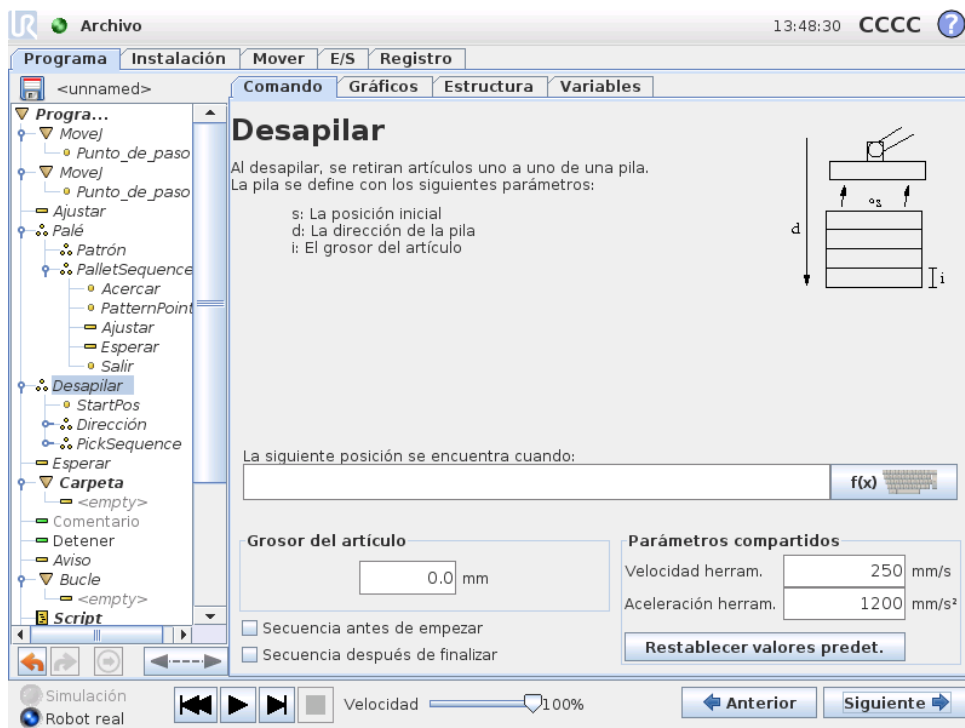 UR Archivo 13:48:30 CCCC ?
Programa Instalación Mover E/S Registro
<unnamed>
Comando Gráficos Estructura Variables
Progra...
MoveJ
Punto_de_paso
MoveJ
Punto_de_paso
Ajustar
Palé
Patrón
PalletSequence
Acercar
PatternPoint
Ajustar
Esperar
Salir
Desapilar
StartPos
Dirección
PickSequence
Esperar
Carpeta
<empty>
Comentario
Detener
Aviso
Bucle
<empty>
Script
Desapilar
Al desapilar, se retiran artículos uno a uno de una pila.
La pila se define con los siguientes parámetros:
s: La posición inicial
d: La dirección de la pila
i: El grosor del artículo
s
d
i
La siguiente posición se encuentra cuando:
f(x)
Grosor del artículo
0.0 mm
Secuencia antes de empezar
Secuencia después de finalizar
Parámetros compartidos
Velocidad herram. 250 mm/s
Aceleración herram. 1200 mm/s²
Restablecer valores predet.
Simulación
Robot real
Velocidad 100%
Anterior Siguiente